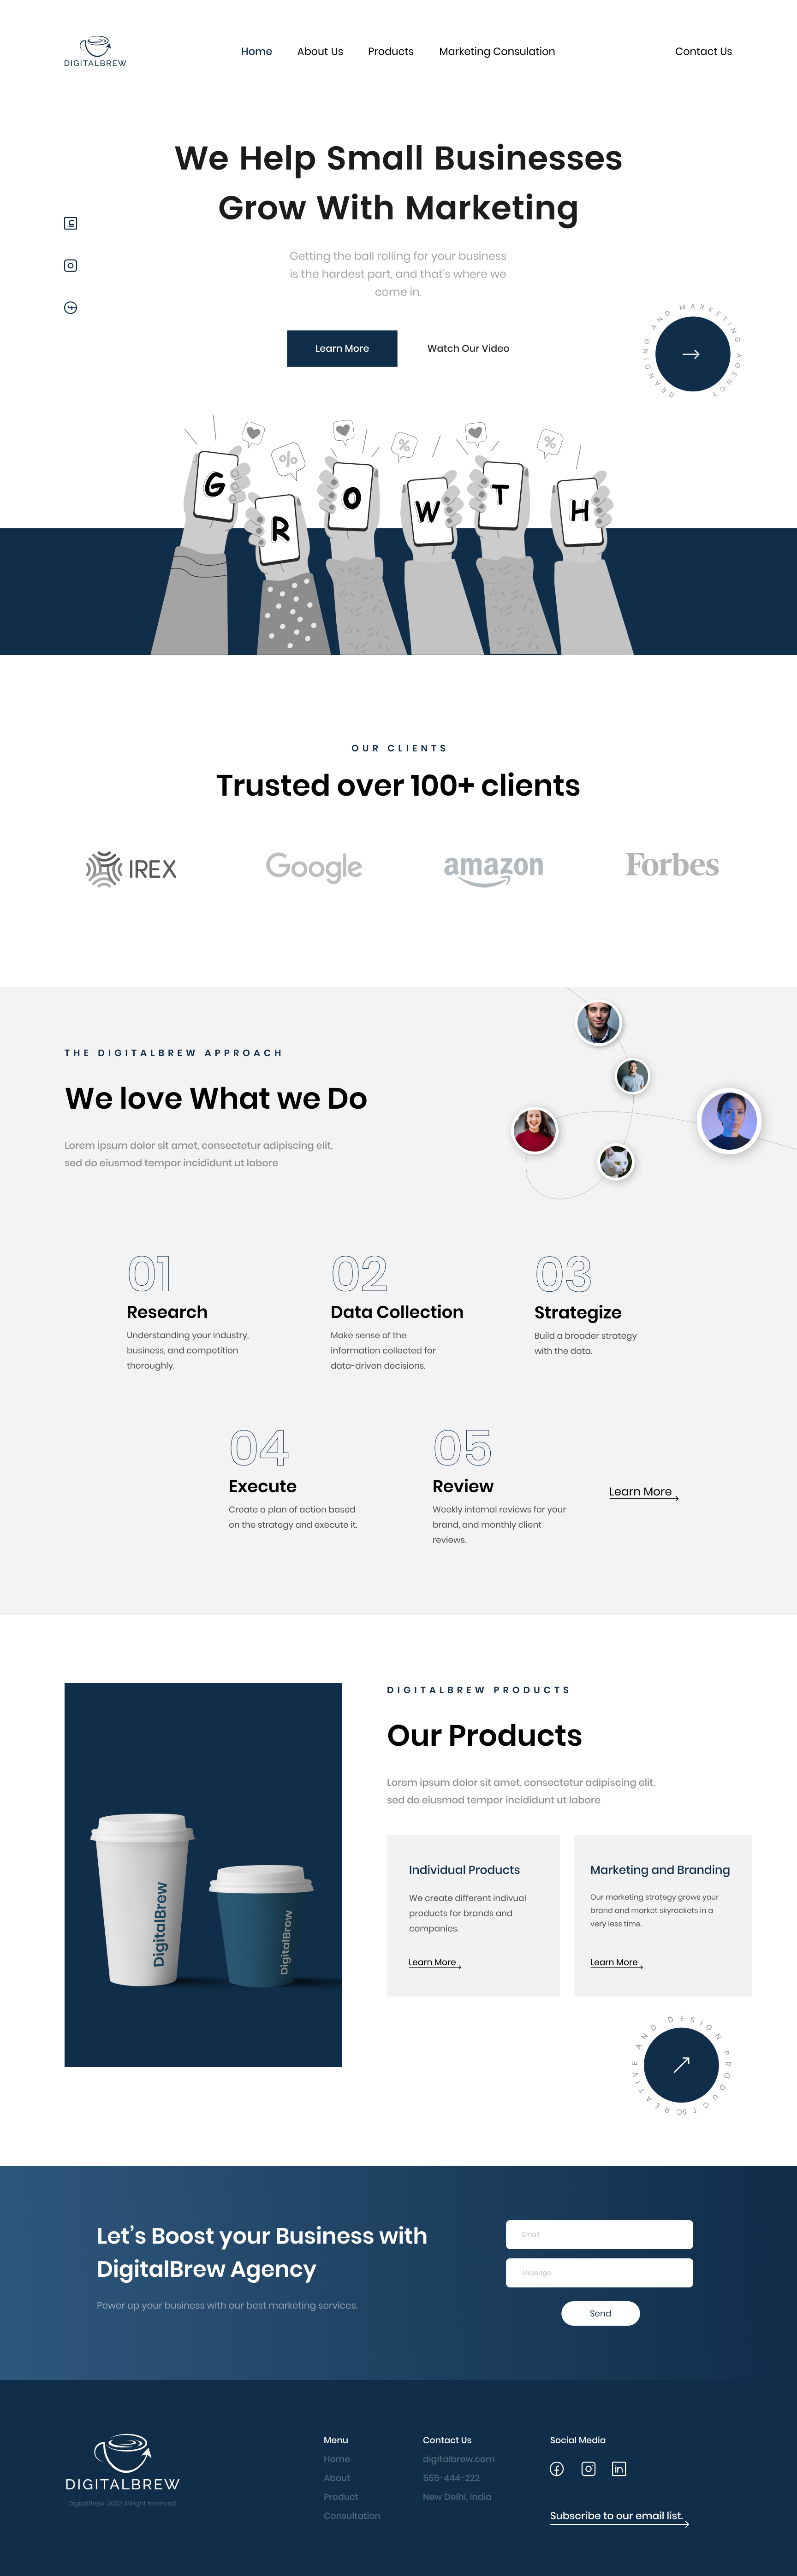 DIGITALBREW
Home
About Us
Products
Marketing Consulation
Contact Us
We Help Small Businesses
Grow With Marketing
Getting the ball rolling for your business
is the hardest part, and that's where we
come in.
Learn More
Watch Our Video
BRANDING AND MARKETING AGENCY
% % %
G R O W T H
OUR CLIENTS
Trusted over 100+ clients
IREX
Google
amazon
Forbes
THE DIGITALBREW APPROACH
We love What we Do
Lorem ipsum dolor sit amet, consectetur adipiscing elit,
sed do eiusmod tempor incididunt ut labore
01
Research
Understanding your industry,
business, and competition
thoroughly.
02
Data Collection
Make sense of the
information collected for
data-driven decisions.
03
Strategize
Build a broader strategy
with the data.
04
Execute
Create a plan of action based
on the strategy and execute it.
05
Review
Weekly internal reviews for your
brand, and monthly client
reviews.
Learn More
DigitalBrew
DigitalBrew
DIGITALBREW PRODUCTS
Our Products
Lorem ipsum dolor sit amet, consectetur adipiscing elit,
sed do eiusmod tempor incididunt ut labore
Individual Products
We create different indivual
products for brands and
companies.
Learn More
Marketing and Branding
Our marketing strategy grows your
brand and market skyrockets in a
very less time.
Learn More
CREATIVE AND DESIGN PRODUCTS
Let's Boost your Business with
DigitalBrew Agency
Power up your business with our best marketing services.
Email
Message
Send
DIGITALBREW
DigitalBrew, 2022 Allright reserved.
Menu
Home
About
Product
Consultation
Contact Us
digitalbrew.com
555-444-222
New Delhi, India
Social Media
in
Subscribe to our email list.